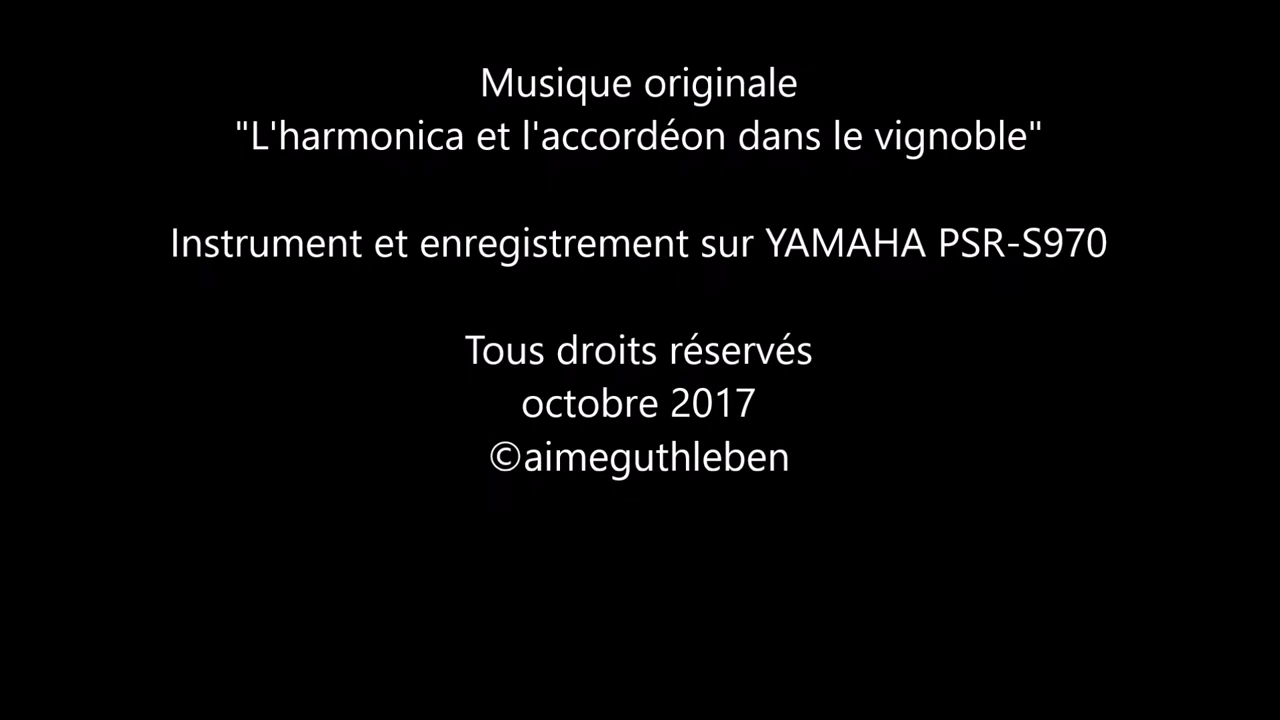 Musique originale
"L'harmonica et l'accordéon dans le vignoble"
Instrument et enregistrement sur YAMAHA PSR-S970
Tous droits réservés
octobre 2017
©aimeguthleben